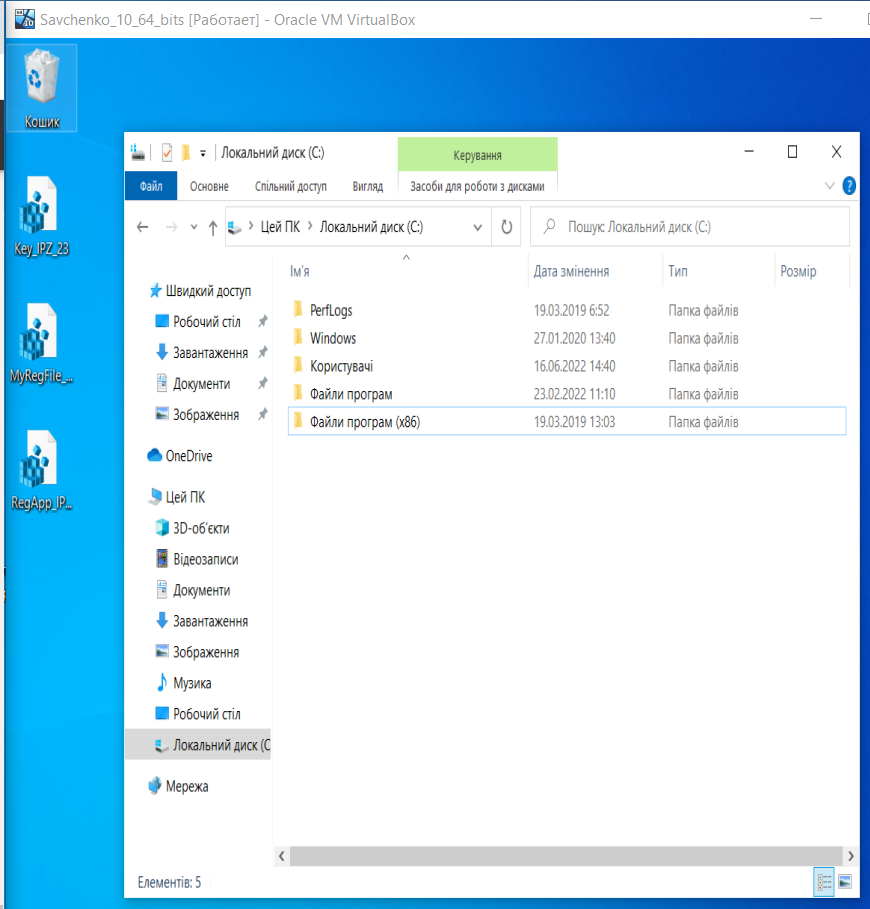 Savchenko_10_64_bits [Работает] - Oracle VM VirtualBox
Кошик
Key_IPZ_23
MyRegFile_...
RegApp_IP...
Локальний диск (C:)
Керування
Файл Основне Спільний доступ Вигляд Засоби для роботи з дисками
Цей ПК Локальний диск (C:)
Пошук: Локальний диск (C:)
Швидкий доступ
Робочий стіл
Завантаження
Документи
Зображення
OneDrive
Цей ПК
3D-об'єкти
Відеозаписи
Документи
Завантаження
Зображення
Музика
Робочий стіл
Локальний диск (C
Мережа
Ім'я Дата змінення Тип Розмір
PerfLogs 19.03.2019 6:52 Папка файлів
Windows 27.01.2020 13:40 Папка файлів
Користувачі 16.06.2022 14:40 Папка файлів
Файли програм 23.02.2022 11:10 Папка файлів
Файли програм (x86) 19.03.2019 13:03 Папка файлів
Елементів: 5